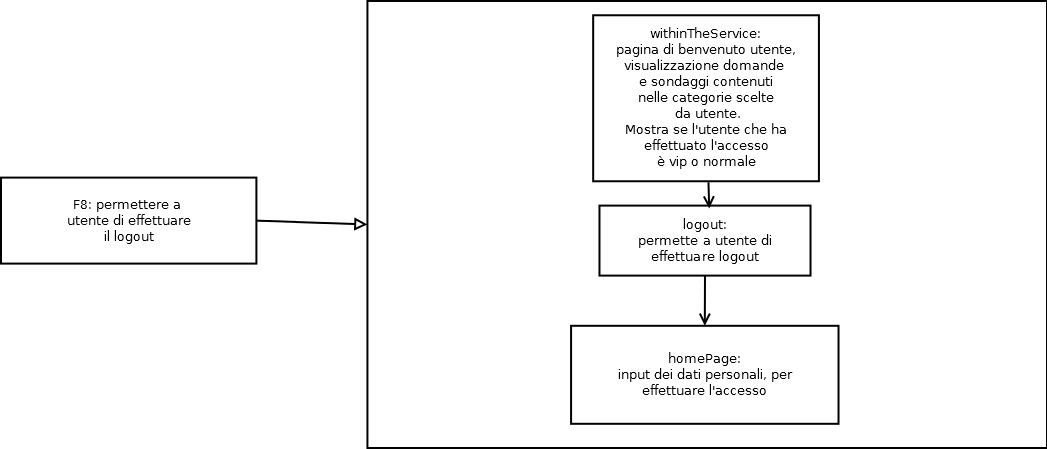 withinTheService:
pagina di benvenuto utente,
visualizzazione domande
e sondaggi contenuti
nelle categorie scelte
da utente.
Mostra se l'utente che ha
effettuato l'accesso
è vip o normale
F8: permettere a
utente di effettuare
il logout
logout:
permette a utente di
effettuare logout
homePage:
input dei dati personali, per
effettuare l'accesso